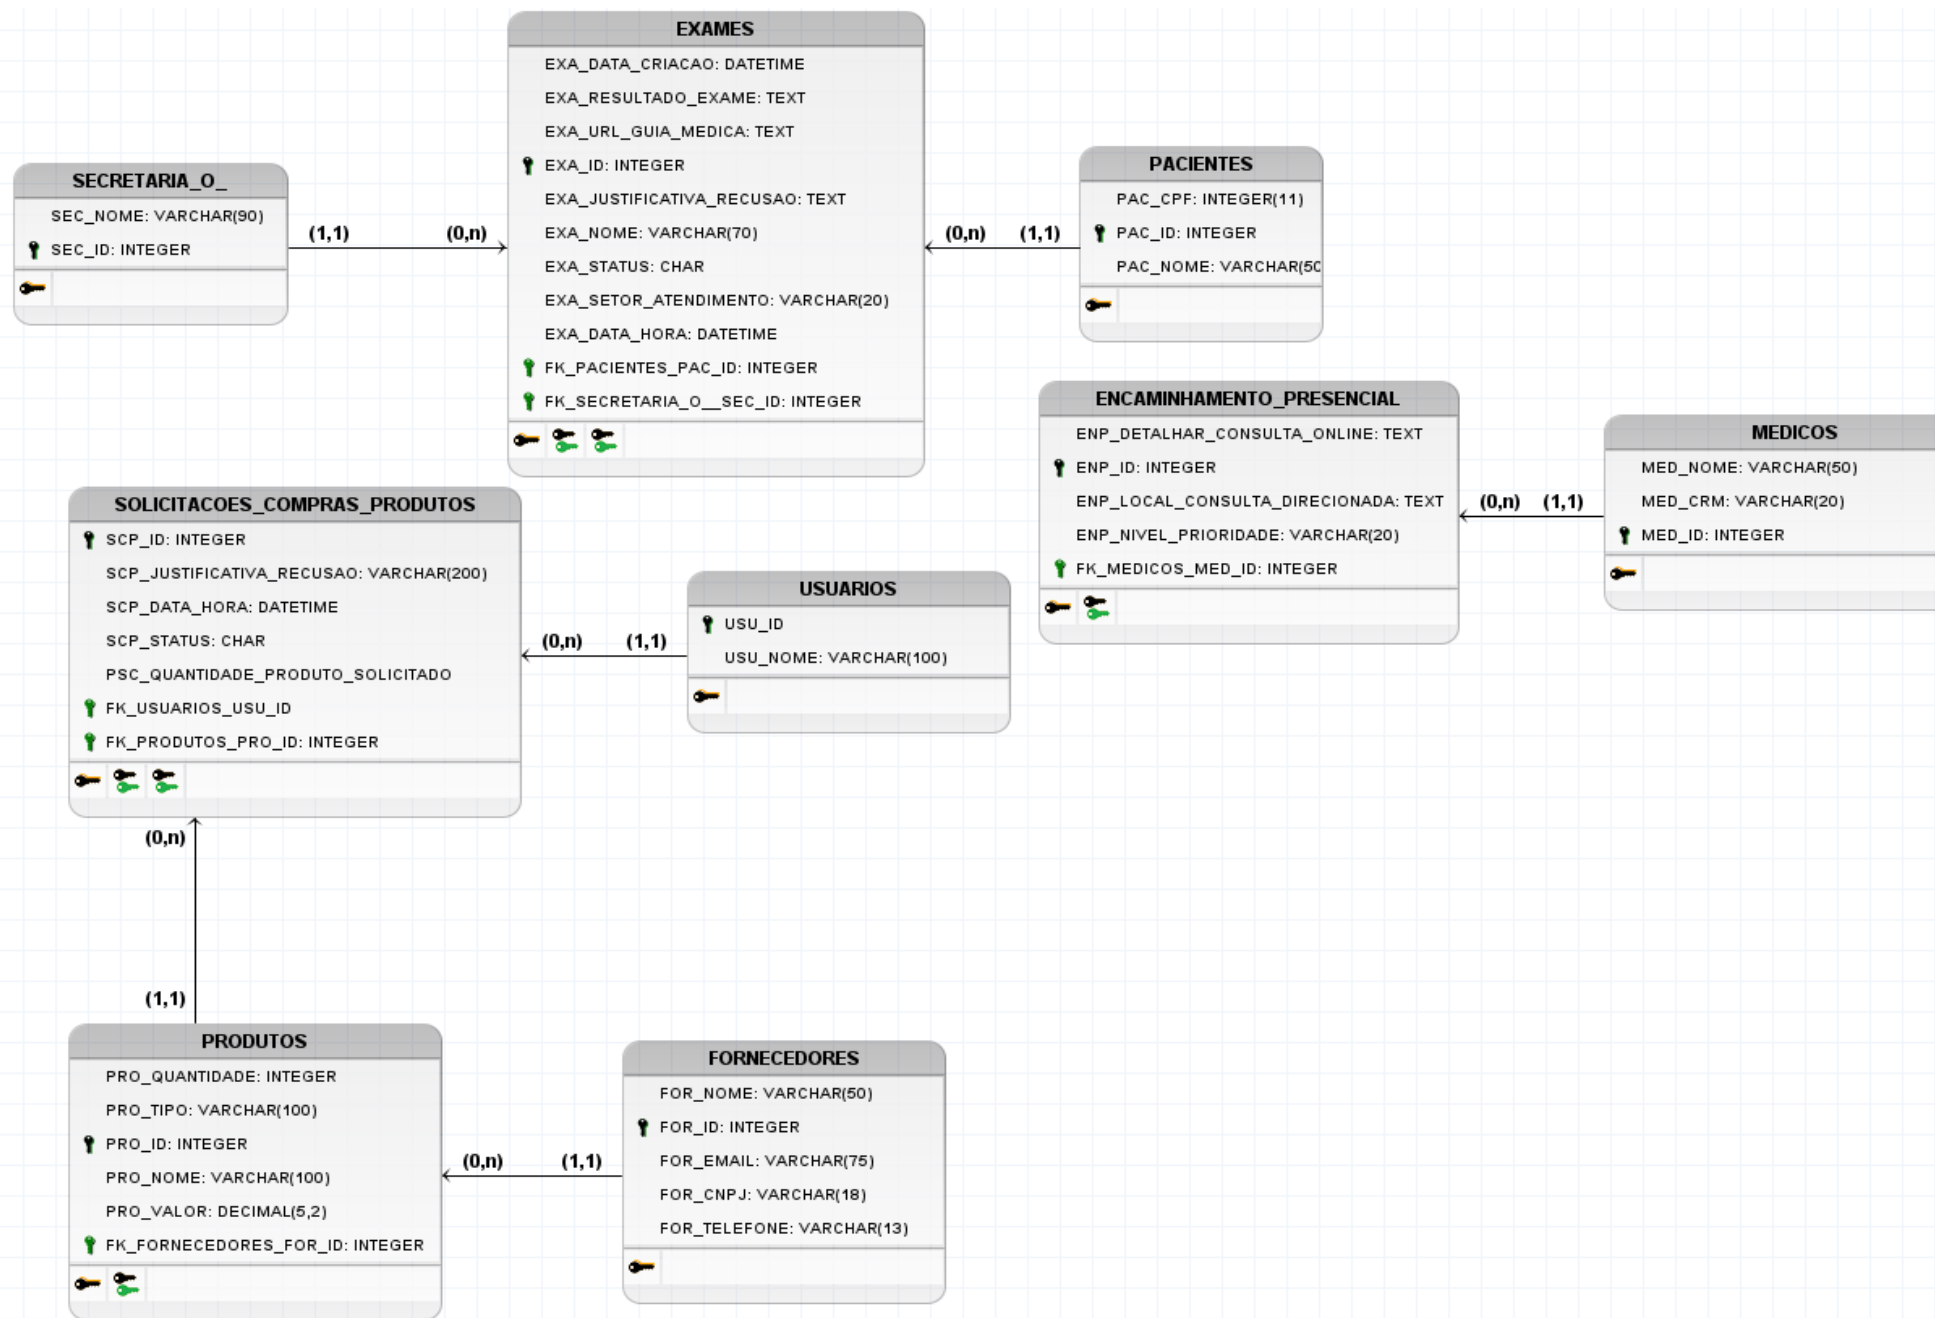 EXAMES
EXA_DATA_CRIACAO: DATETIME
EXA_RESULTADO_EXAME: TEXT
EXA_URL_GUIA_MEDICA: TEXT
EXA_ID: INTEGER
EXA_JUSTIFICATIVA_RECUSAO: TEXT
EXA_NOME: VARCHAR(70)
EXA_STATUS: CHAR
EXA_SETOR_ATENDIMENTO: VARCHAR(20)
EXA_DATA_HORA: DATETIME
FK_PACIENTES_PAC_ID: INTEGER
FK_SECRETARIA_O__SEC_ID: INTEGER
SECRETARIA_O_
SEC_NOME: VARCHAR(90)
SEC_ID: INTEGER
(1,1)
(0,n)
(0,n)
(1,1)
PACIENTES
PAC_CPF: INTEGER(11)
PAC_ID: INTEGER
PAC_NOME: VARCHAR(50
ENCAMINHAMENTO_PRESENCIAL
ENP_DETALHAR_CONSULTA_ONLINE: TEXT
ENP_ID: INTEGER
ENP_LOCAL_CONSULTA_DIRECIONADA: TEXT
ENP_NIVEL_PRIORIDADE: VARCHAR(20)
FK_MEDICOS_MED_ID: INTEGER
(0,n)
(1,1)
MEDICOS
MED_NOME: VARCHAR(50)
MED_CRM: VARCHAR(20)
MED_ID: INTEGER
SOLICITACOES_COMPRAS_PRODUTOS
SCP_ID: INTEGER
SCP_JUSTIFICATIVA_RECUSAO: VARCHAR(200)
SCP_DATA_HORA: DATETIME
SCP_STATUS: CHAR
PSC_QUANTIDADE_PRODUTO_SOLICITADO
FK_USUARIOS_USU_ID
FK_PRODUTOS_PRO_ID: INTEGER
(0,n)
(1,1)
USUARIOS
USU_ID
USU_NOME: VARCHAR(100)
(0,n)
(1,1)
PRODUTOS
PRO_QUANTIDADE: INTEGER
PRO_TIPO: VARCHAR(100)
PRO_ID: INTEGER
PRO_NOME: VARCHAR(100)
PRO_VALOR: DECIMAL(5,2)
FK_FORNECEDORES_FOR_ID: INTEGER
(0,n)
(1,1)
FORNECEDORES
FOR_NOME: VARCHAR(50)
FOR_ID: INTEGER
FOR_EMAIL: VARCHAR(75)
FOR_CNPJ: VARCHAR(18)
FOR_TELEFONE: VARCHAR(13)